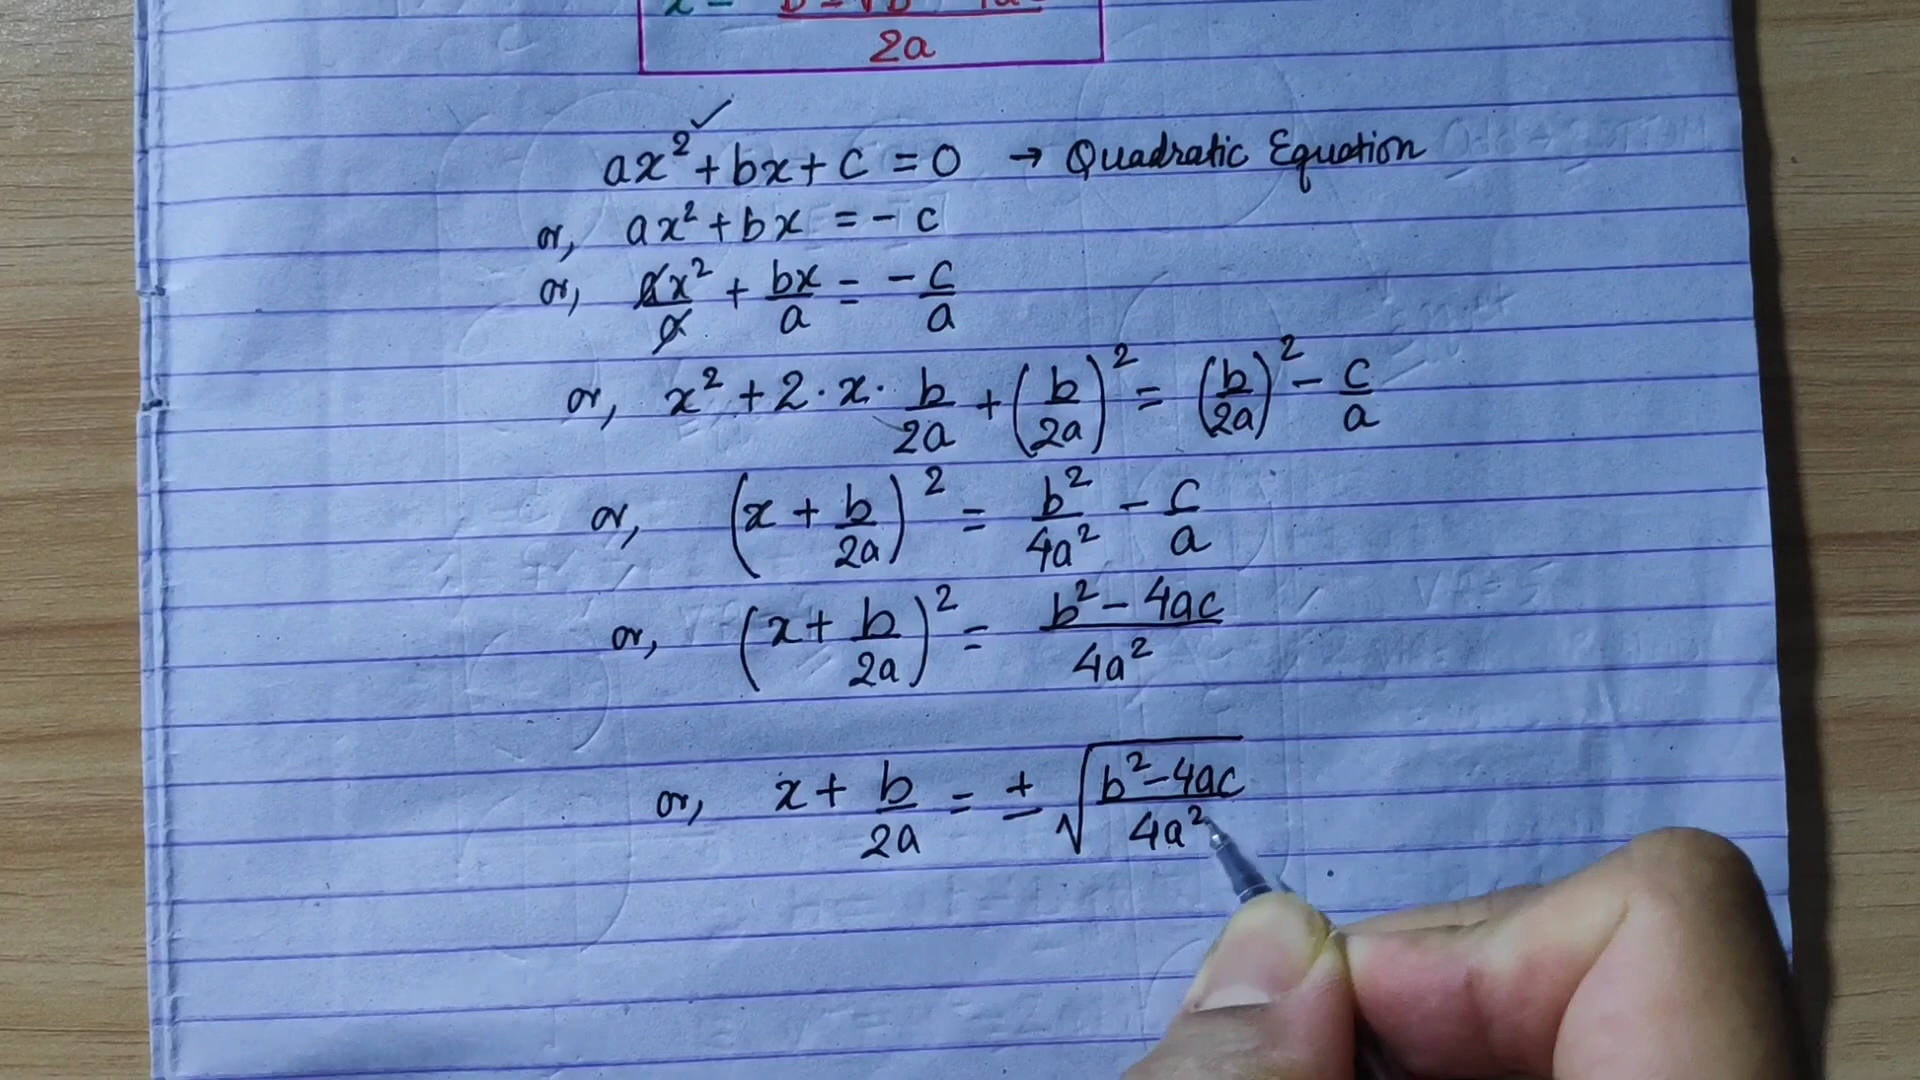 2a
ax² + bx + c = 0 → Quadratic Equation
or, ax² + bx = - c
or, ax²/a + bx/a = - c/a
or, x² + 2 · x · b/2a + (b/2a)² = (b/2a)² - c/a
or, (x + b/2a)² = b²/4a² - c/a
or, (x + b/2a)² = b² - 4ac/4a²
or, x + b/2a = ± √(b² - 4ac/4a²)